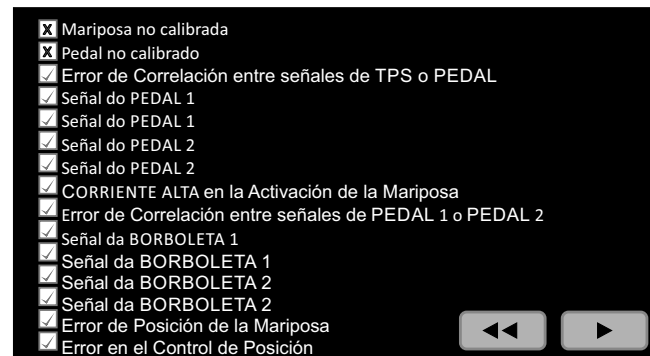 Mariposa no calibrada
Pedal no calibrado
Error de Correlación entre señales de TPS o PEDAL
Señal do PEDAL 1
Señal do PEDAL 1
Señal do PEDAL 2
Señal do PEDAL 2
CORRIENTE ALTA en la Activación de la Mariposa
Error de Correlación entre señales de PEDAL 1 o PEDAL 2
Señal da BORBOLETA 1
Señal da BORBOLETA 1
Señal da BORBOLETA 2
Señal da BORBOLETA 2
Error de Posición de la Mariposa
Error en el Control de Posición